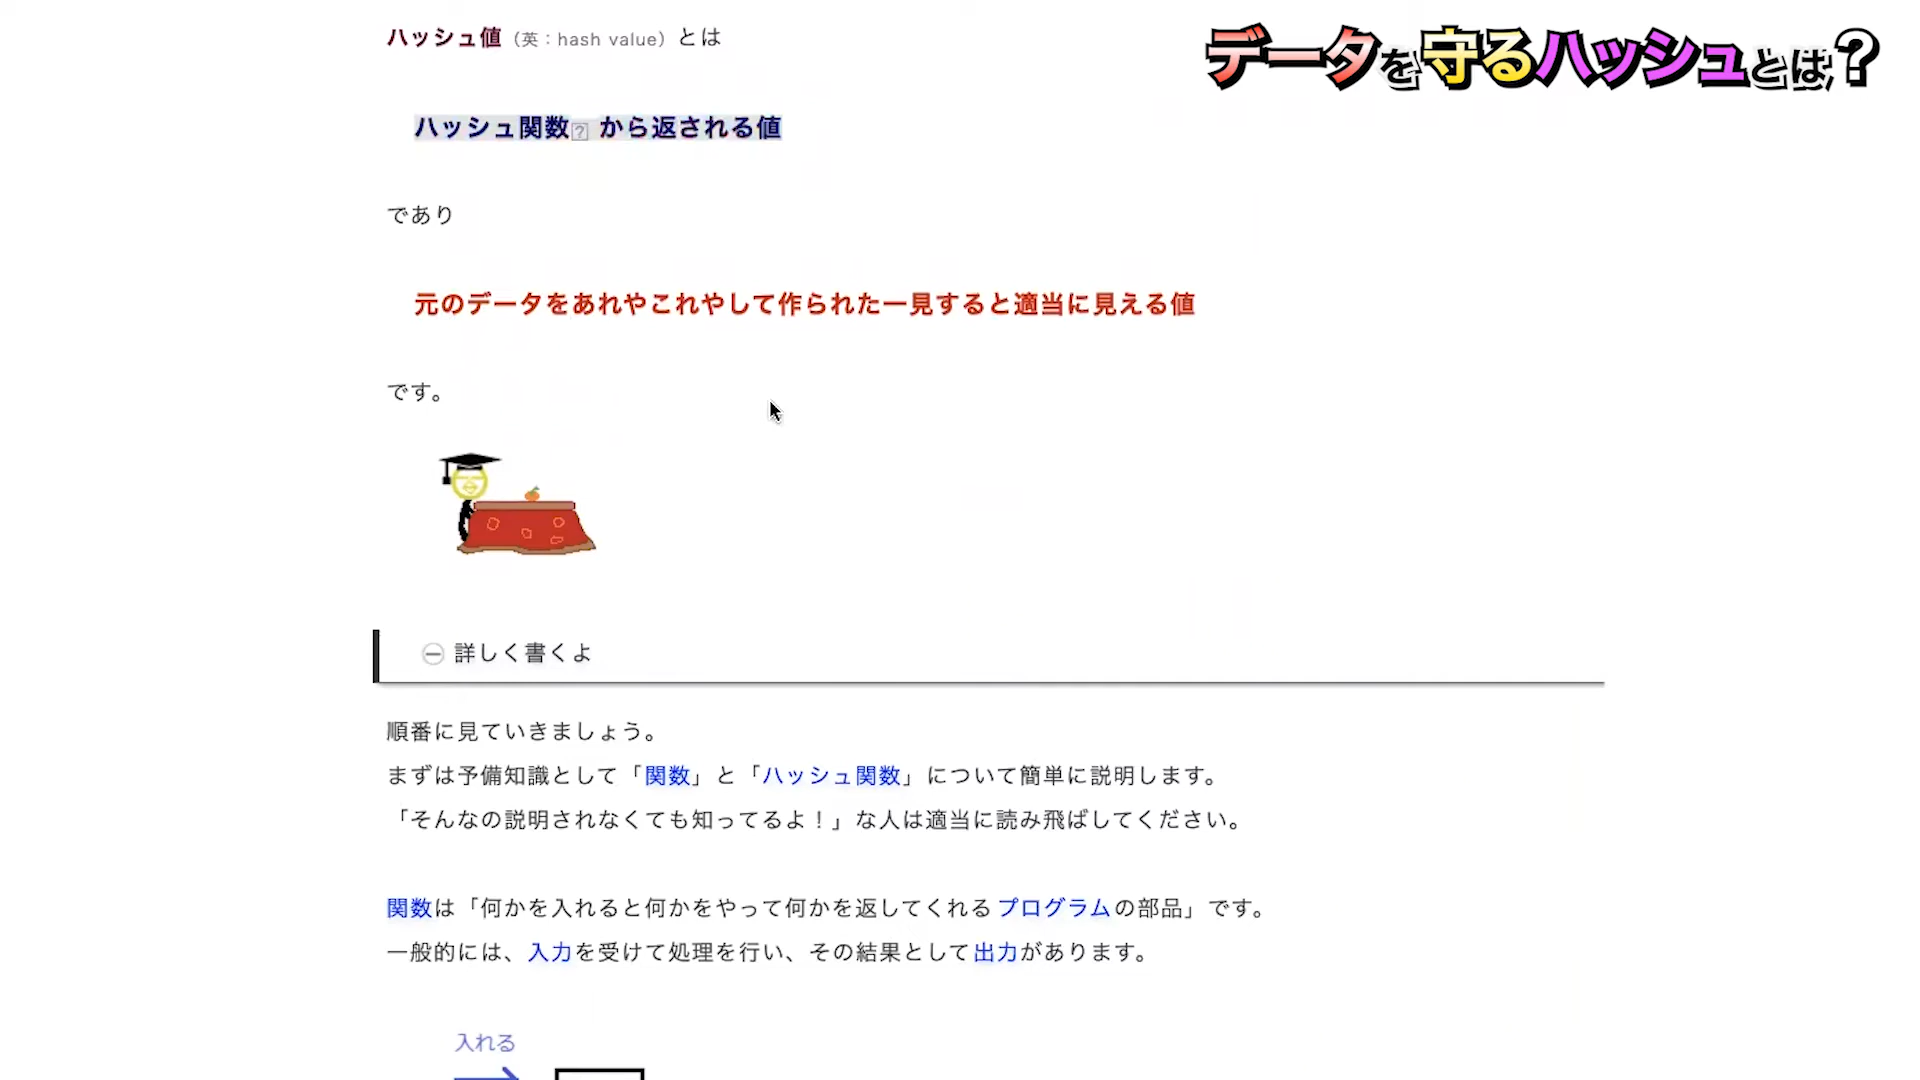 ハッシュ値（英：hash value）とは
データを守るハッシュとは？
ハッシュ関数? から返される値
であり
元のデータをあれやこれやして作られた一見すると適当に見える値
です。
詳しく書くよ
順番に見ていきましょう。
まずは予備知識として「関数」と「ハッシュ関数」について簡単に説明します。
「そんなの説明されなくても知ってるよ！」な人は適当に読み飛ばしてください。
関数は「何かを入れると何かをやって何かを返してくれるプログラムの部品」です。
一般的には、入力を受けて処理を行い、その結果として出力があります。
入れる